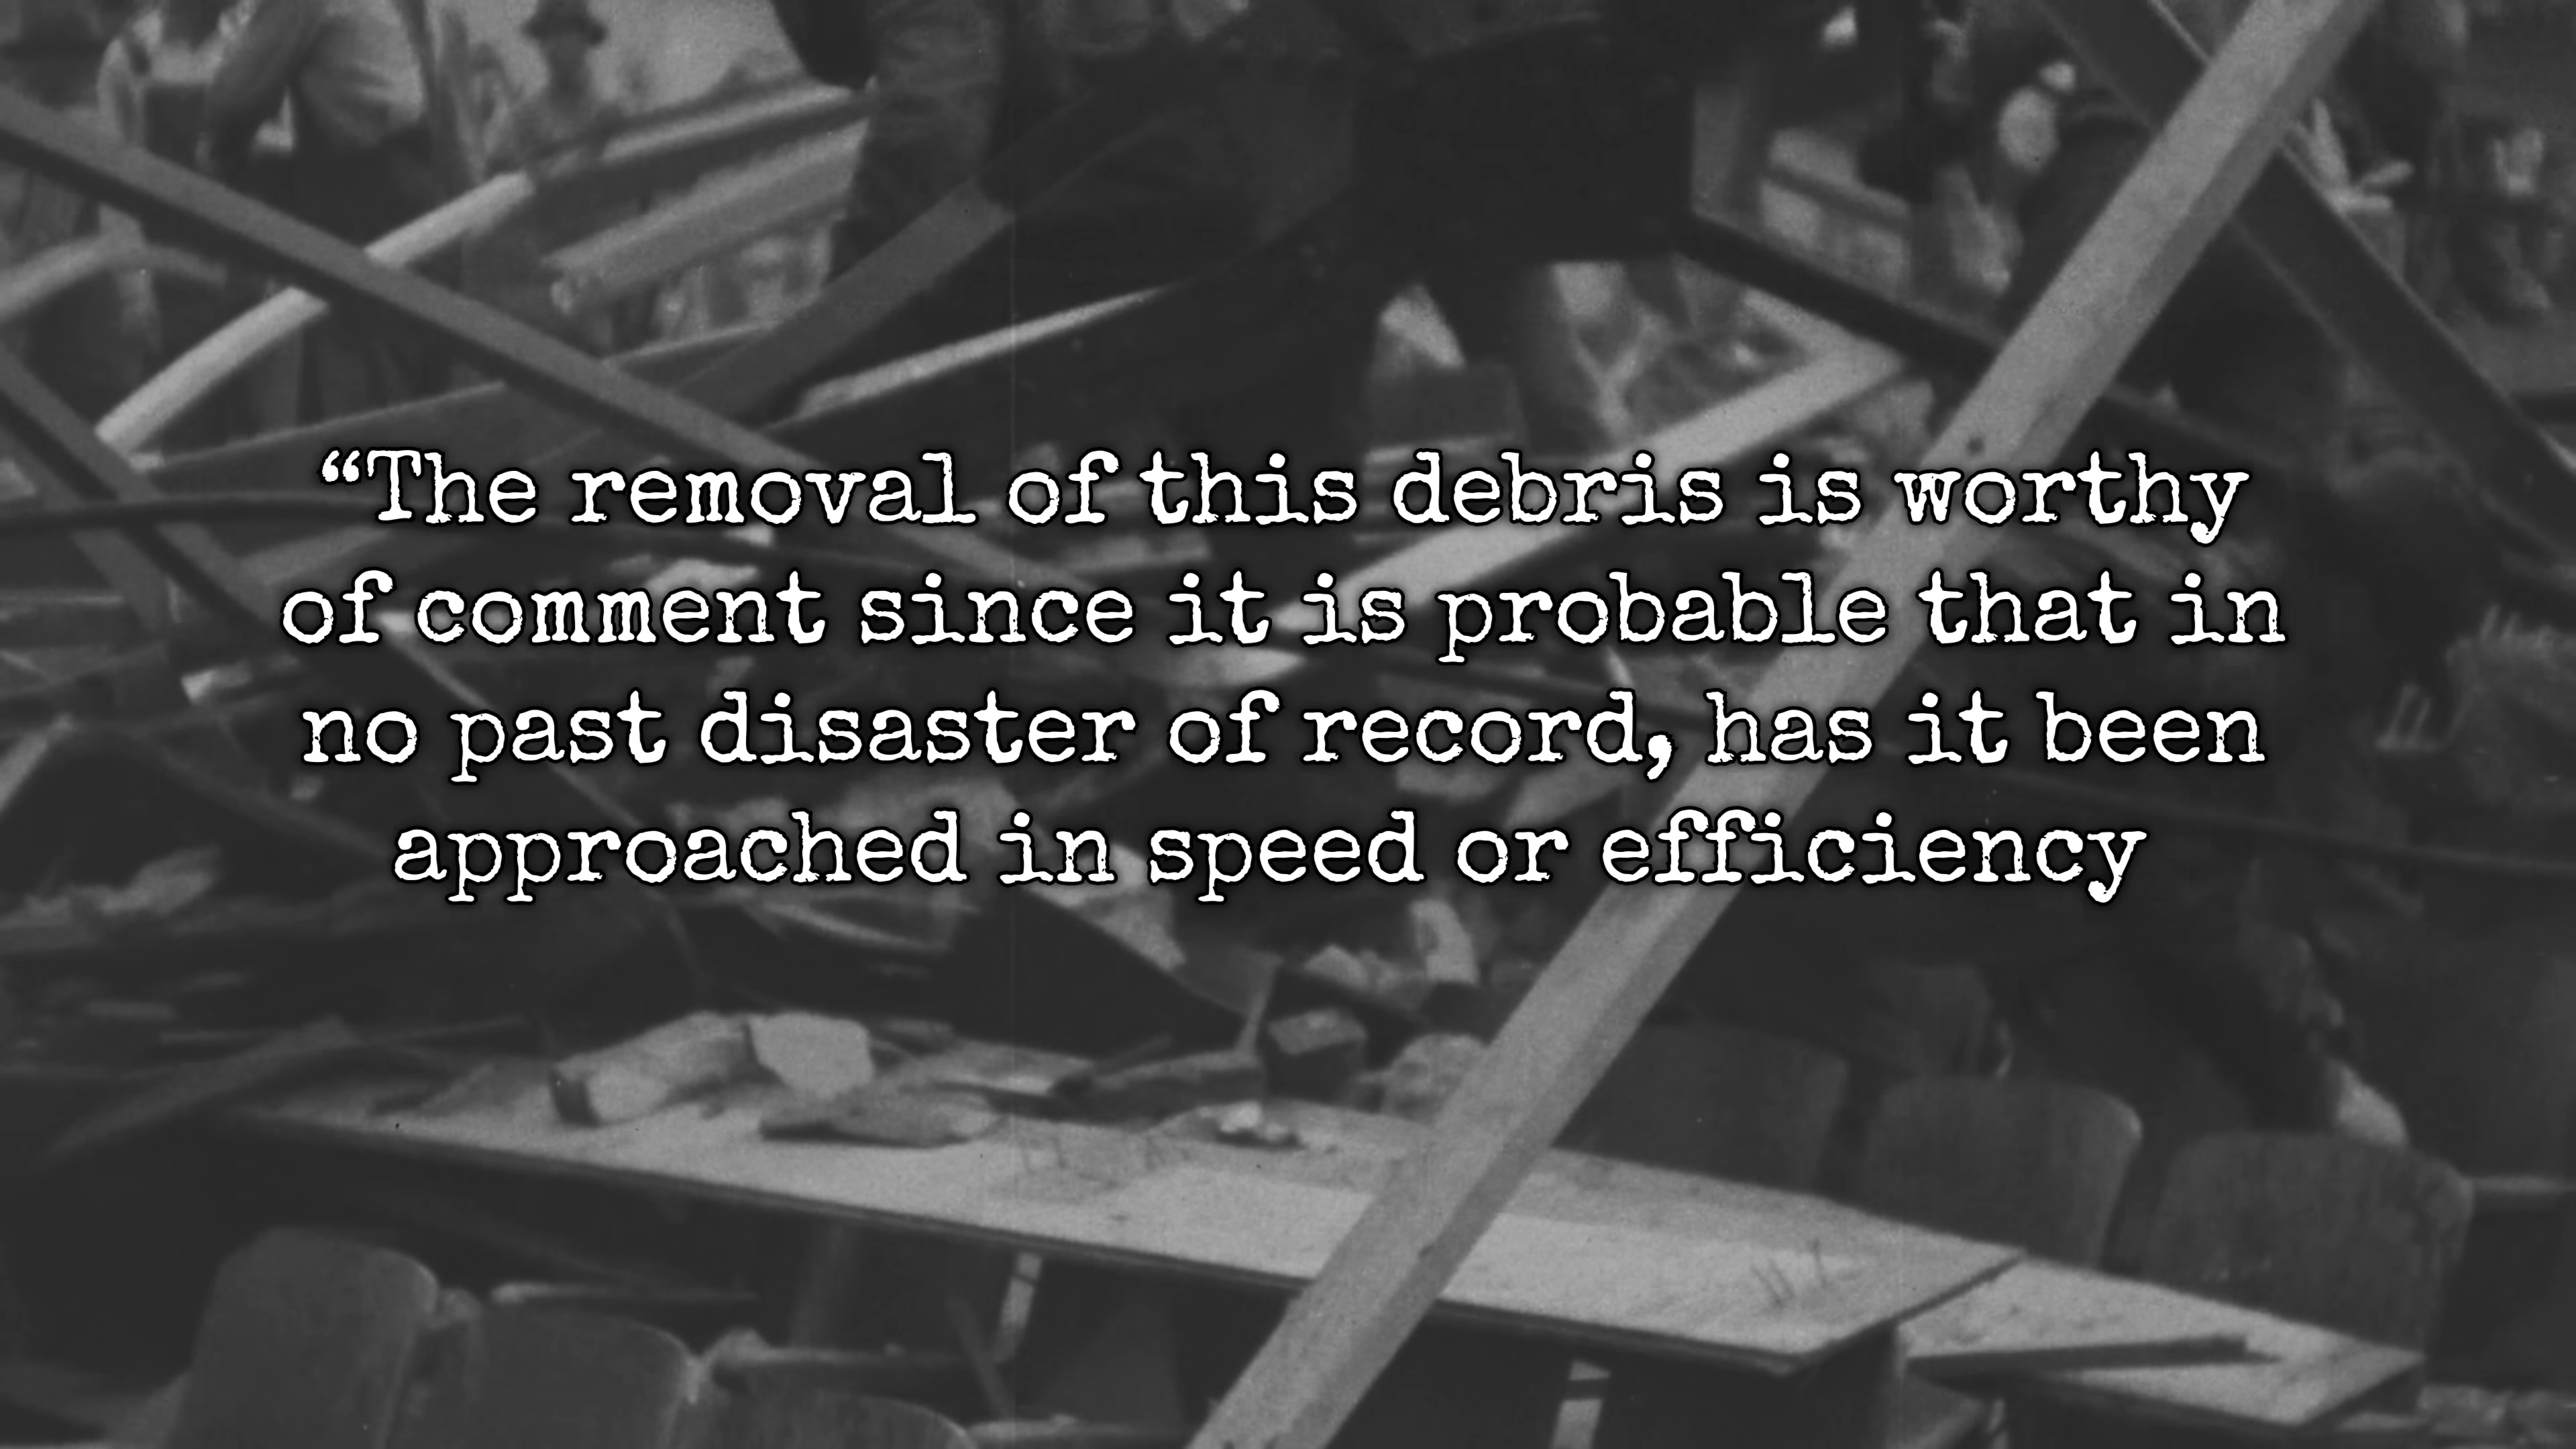 “The removal of this debris is worthy
of comment since it is probable that in
no past disaster of record, has it been
approached in speed or efficiency